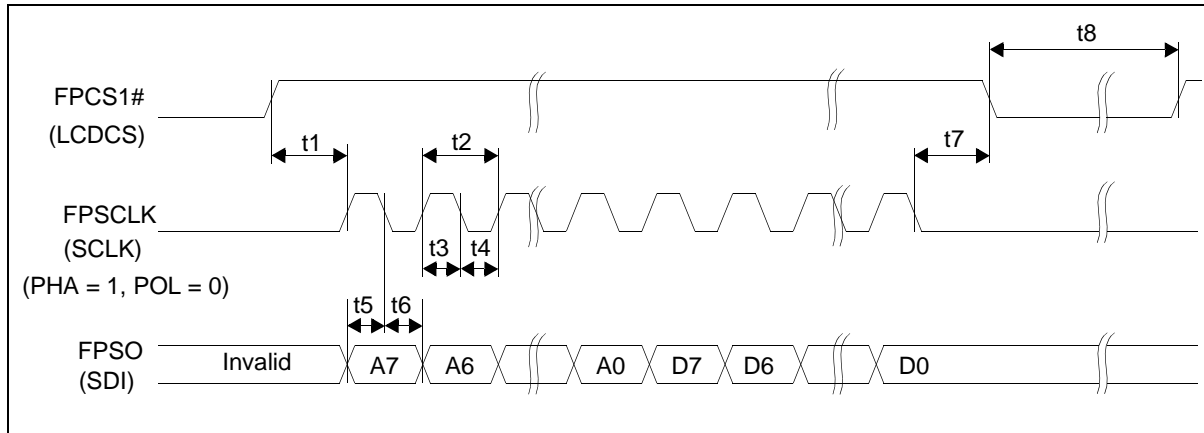 t8
FPCS1#
(LCDCS)
t1
t2
t7
FPSCLK
(SCLK)
(PHA = 1, POL = 0)
t3
t4
t5
t6
FPSO
(SDI)
Invalid
A7
A6
A0
D7
D6
D0